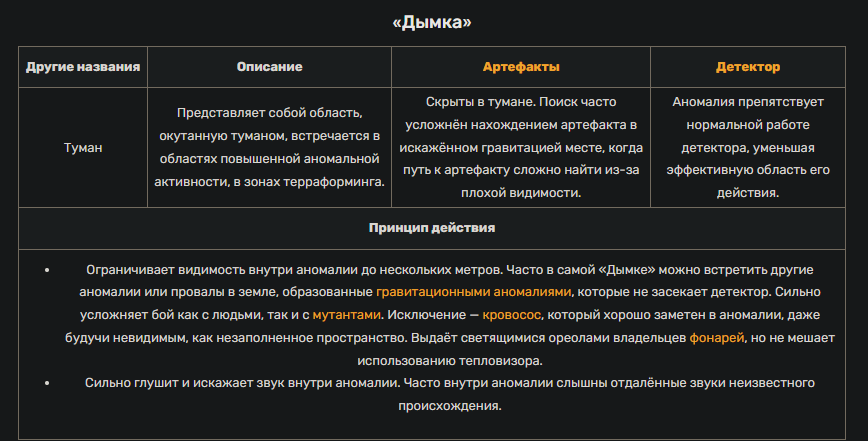 «Дымка»
Другие названия
Описание
Артефакты
Детектор
Туман
Представляет собой область,
окутанную туманом, встречается в
областях повышенной аномальной
активности, в зонах терраформинга.
Скрыты в тумане. Поиск часто
усложнён нахождением артефакта в
искажённом гравитацией месте, когда
путь к артефакту сложно найти из-за
плохой видимости.
Аномалия препятствует
нормальной работе
детектора, уменьшая
эффективную область его
действия.
Принцип действия
• Ограничивает видимость внутри аномалии до нескольких метров. Часто в самой «Дымке» можно встретить другие
аномалии или провалы в земле, образованные гравитационными аномалиями, которые не засекает детектор. Сильно
усложняет бой как с людьми, так и с мутантами. Исключение — кровосос, который хорошо заметен в аномалии, даже
будучи невидимым, как незаполненное пространство. Выдаёт светящимися ореолами владельцев фонарей, но не мешает
использованию тепловизора.
• Сильно глушит и искажает звук внутри аномалии. Часто внутри аномалии слышны отдалённые звуки неизвестного
происхождения.